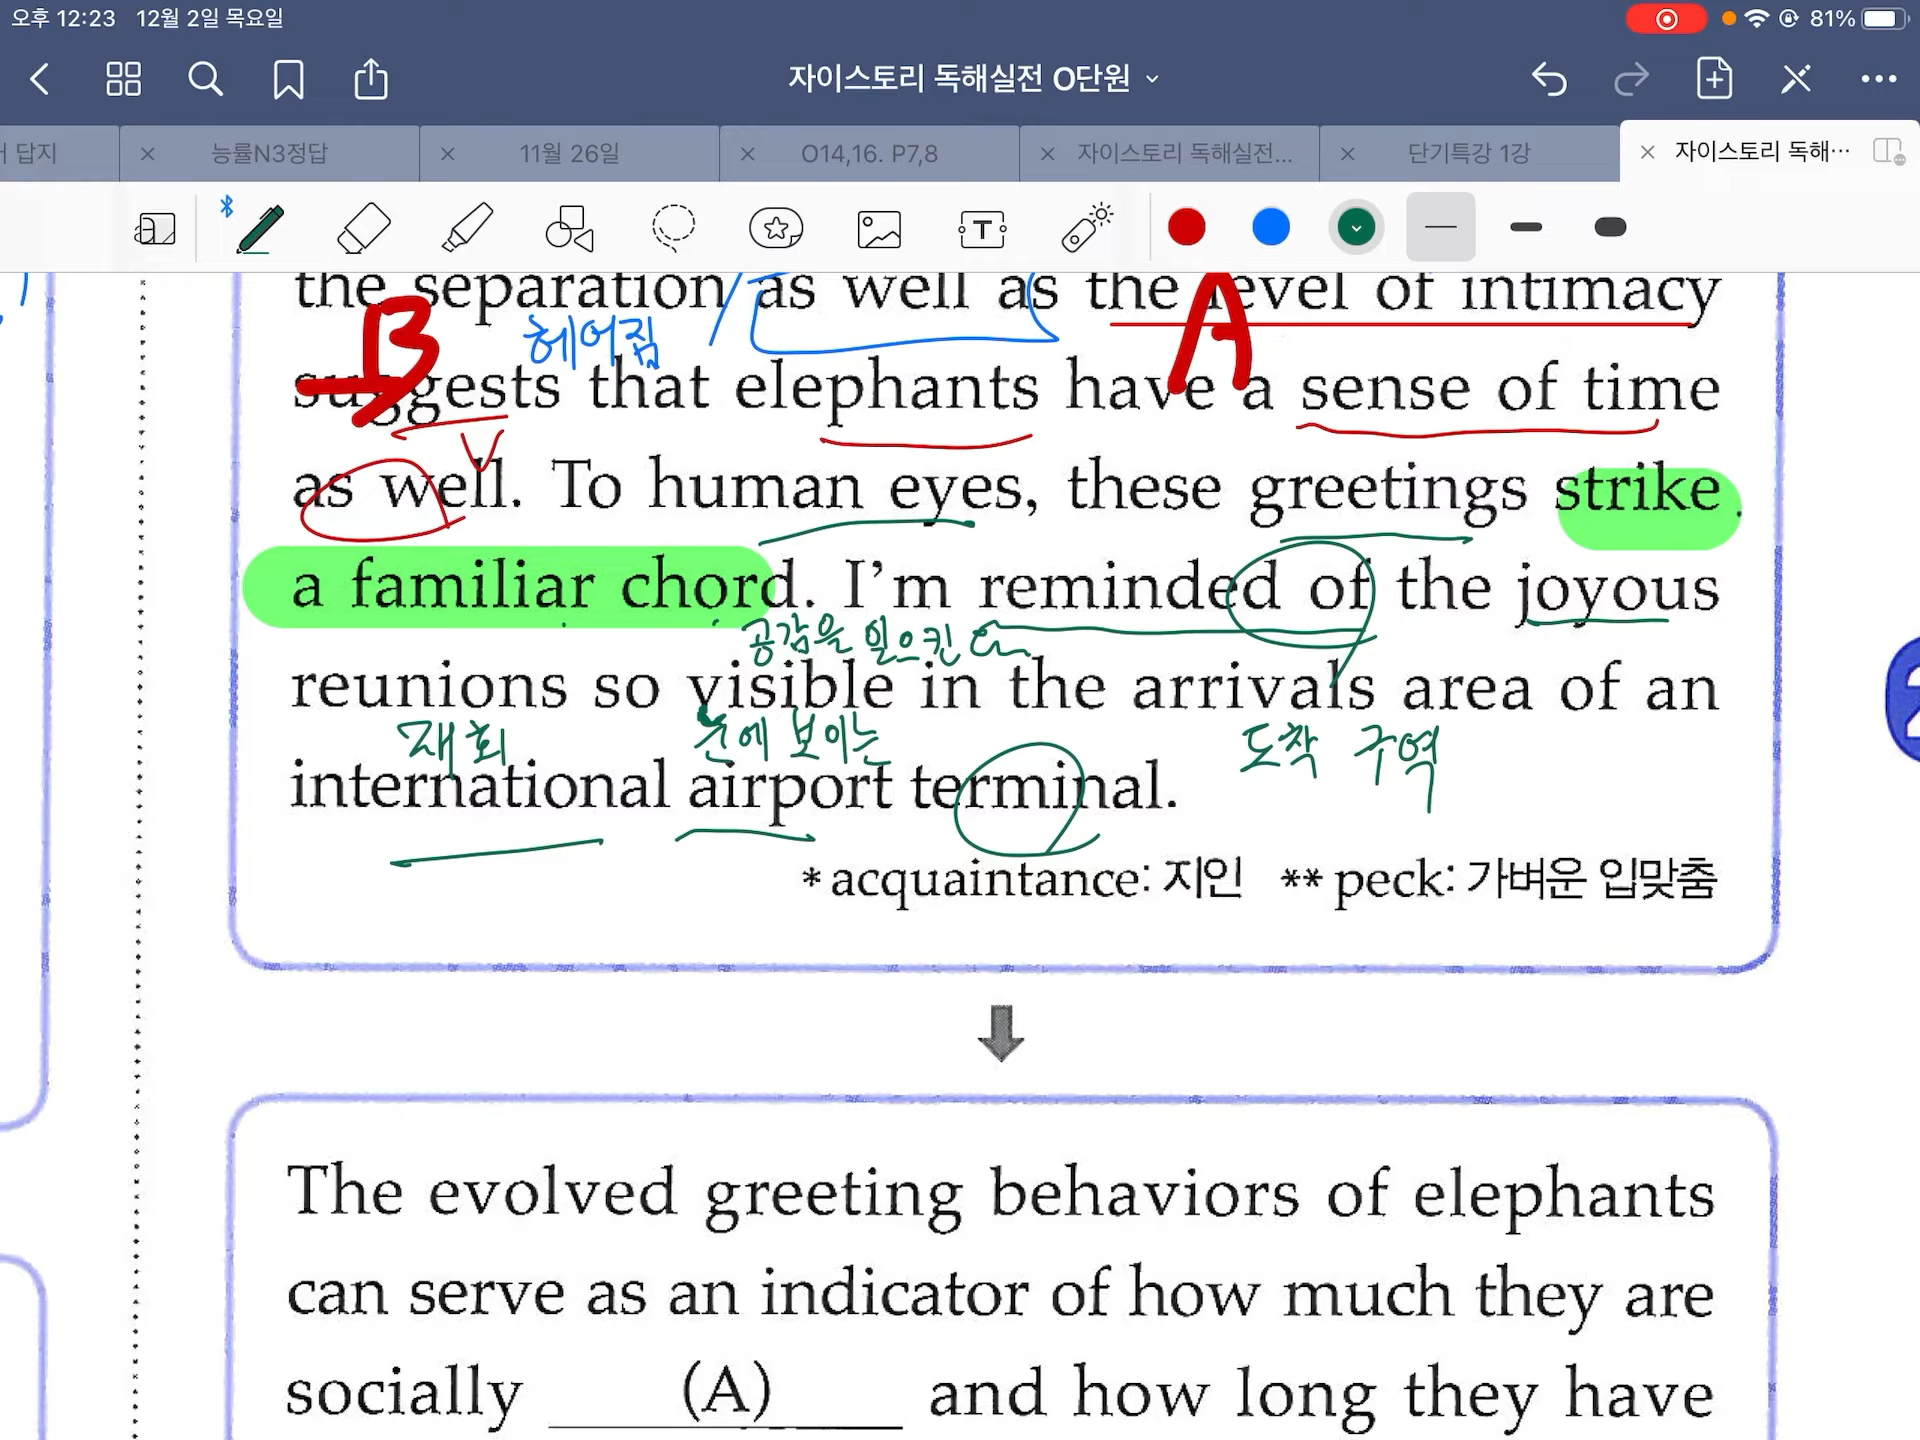 오후 12:23 12월 2일 목요일
81%
자이스토리 독해실전 O단원
답지
능률N3정답
11월 26일
O14,16. P7,8
자이스토리 독해실전...
단기특강 1강
자이스토리 독해...
the separation as well as the level of intimacy
B 헤어짐 A
suggests that elephants have a sense of time
V
as well. To human eyes, these greetings strike
a familiar chord. I'm reminded of the joyous
공감을 일으킨다
reunions so visible in the arrivals area of an
재회 눈에 보이는 도착 구역
international airport terminal.
* acquaintance: 지인 ** peck: 가벼운 입맞춤
The evolved greeting behaviors of elephants
can serve as an indicator of how much they are
socially (A) and how long they have